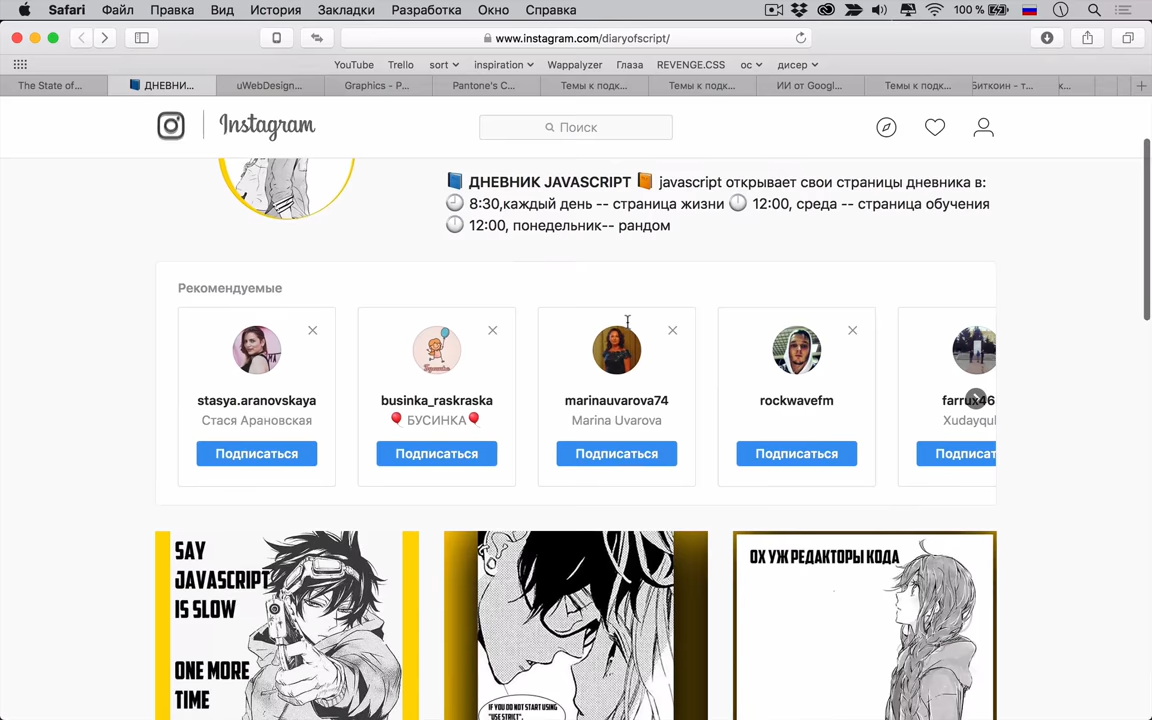 Safari Файл Правка Вид История Закладки Разработка Окно Справка 100 %
www.instagram.com/diaryofscript/
YouTube Trello sort inspiration Wappalyzer Глаза REVENGE.CSS ос дисер
The State of... ДНЕВНИ... uWebDesign... Graphics - P... Pantone's C... Темы к подк... Темы к подк... ИИ от Googl... Темы к подк... Биткоин - т... к...
Instagram Поиск
ДНЕВНИК JAVASCRIPT javascript открывает свои страницы дневника в:
8:30,каждый день -- страница жизни 12:00, среда -- страница обучения
12:00, понедельник-- рандом
Рекомендуемые
stasya.aranovskaya businka_raskraska marinauvarova74 rockwavefm farrux46
Стася Арановская БУСИНКА Marina Uvarova Xudayqul
Подписаться Подписаться Подписаться Подписаться Подписат
SAY
JAVASCRIPT
IS SLOW
ONE MORE
TIME
IF YOU DO NOT START USING
"USE STRICT",
ОХ УЖ РЕДАКТОРЫ КОДА